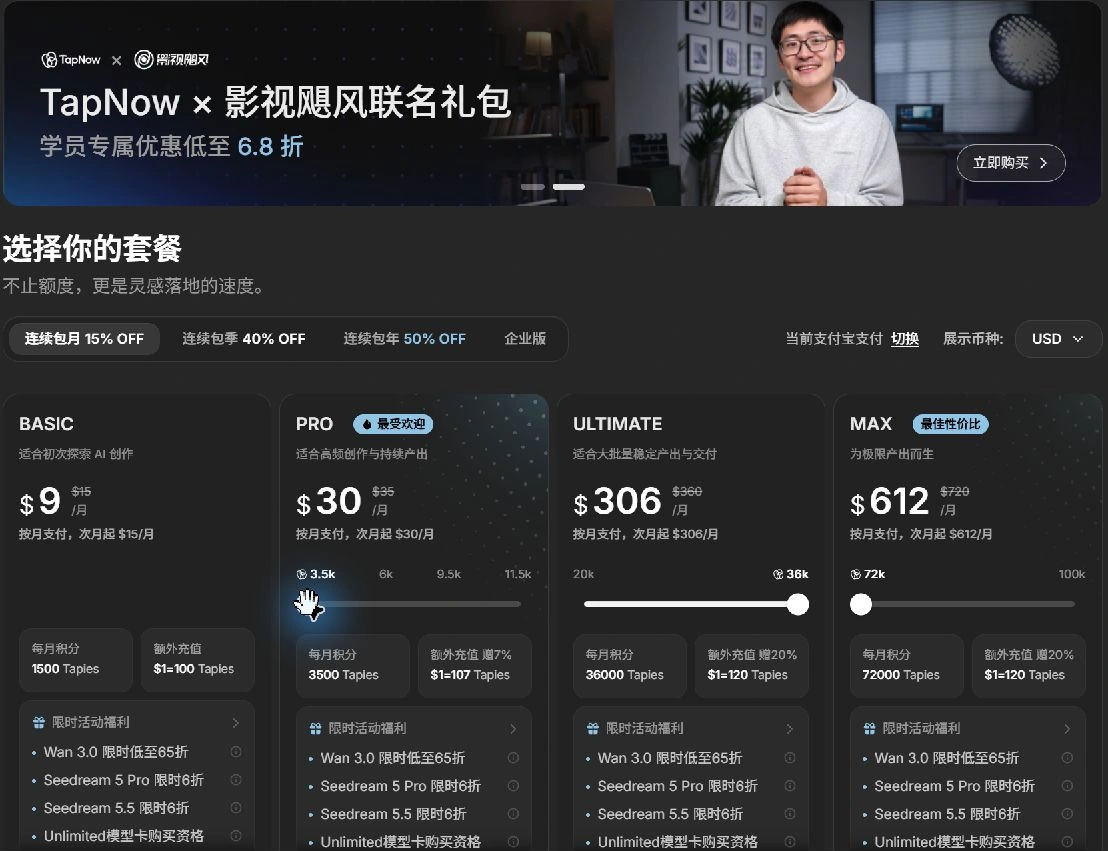 TapNow × 影视飓风
TapNow × 影视飓风联名礼包
学员专属优惠低至 6.8 折
立即购买
选择你的套餐
不止额度，更是灵感落地的速度。
连续包月 15% OFF 连续包季 40% OFF 连续包年 50% OFF 企业版 当前支付宝支付 切换 展示币种: USD
BASIC
适合初次探索 AI 创作
$9 $15
/月
按月支付，次月起 $15/月
每月积分 额外充值
1500 Tapies $1=100 Tapies
限时活动福利
• Wan 3.0 限时低至65折
• Seedream 5 Pro 限时6折
• Seedream 5.5 限时6折
• Unlimited模型卡购买资格
PRO 最受欢迎
适合高频创作与持续产出
$30 $35
/月
按月支付，次月起 $30/月
3.5k 6k 9.5k 11.5k
每月积分 额外充值 赠7%
3500 Tapies $1=107 Tapies
限时活动福利
• Wan 3.0 限时低至65折
• Seedream 5 Pro 限时6折
• Seedream 5.5 限时6折
• Unlimited模型卡购买资格
ULTIMATE
适合大批量稳定产出与交付
$306 $360
/月
按月支付，次月起 $306/月
20k 36k
每月积分 额外充值 赠20%
36000 Tapies $1=120 Tapies
限时活动福利
• Wan 3.0 限时低至65折
• Seedream 5 Pro 限时6折
• Seedream 5.5 限时6折
• Unlimited模型卡购买资格
MAX 最佳性价比
为极限产出而生
$612 $720
/月
按月支付，次月起 $612/月
72k 100k
每月积分 额外充值 赠20%
72000 Tapies $1=120 Tapies
限时活动福利
• Wan 3.0 限时低至65折
• Seedream 5 Pro 限时6折
• Seedream 5.5 限时6折
• Unlimited模型卡购买资格